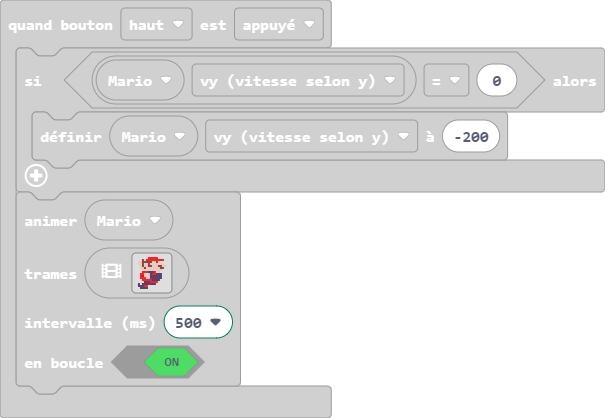 quand bouton haut est appuyé
si Mario vy (vitesse selon y) = 0 alors
définir Mario vy (vitesse selon y) à -200
animer Mario
trames
intervalle (ms) 500
en boucle ON